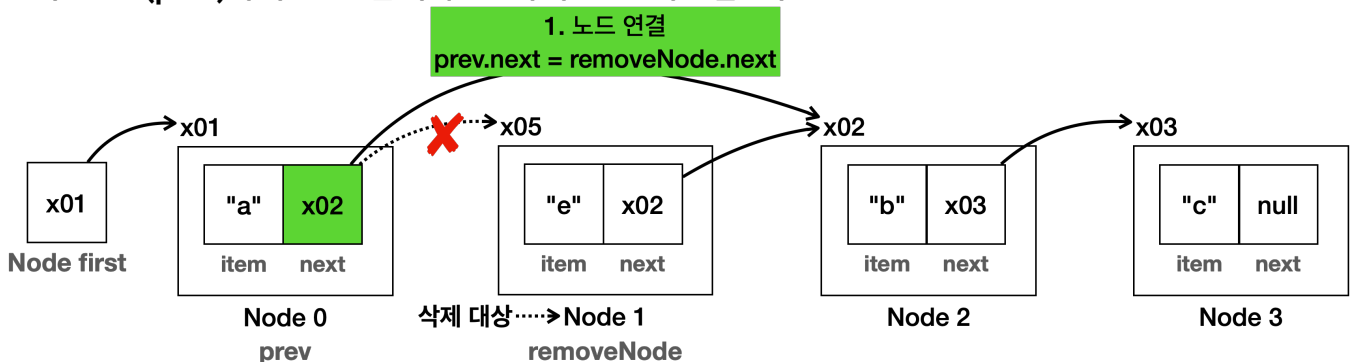 1. 노드 연결
prev.next = removeNode.next
x01
x05
x02
x03
x01
"a"
x02
"e"
x02
"b"
x03
"c"
null
Node first
item
next
item
next
item
next
item
next
Node 0
삭제 대상
Node 1
Node 2
Node 3
prev
removeNode